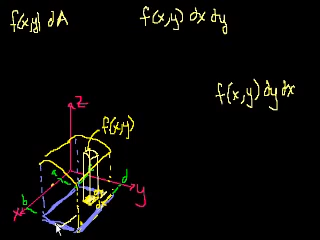 f(x,y) dA
f(x,y) dx dy
f(x,y) dy dx
z
f(x,y)
a
d
y
b
x